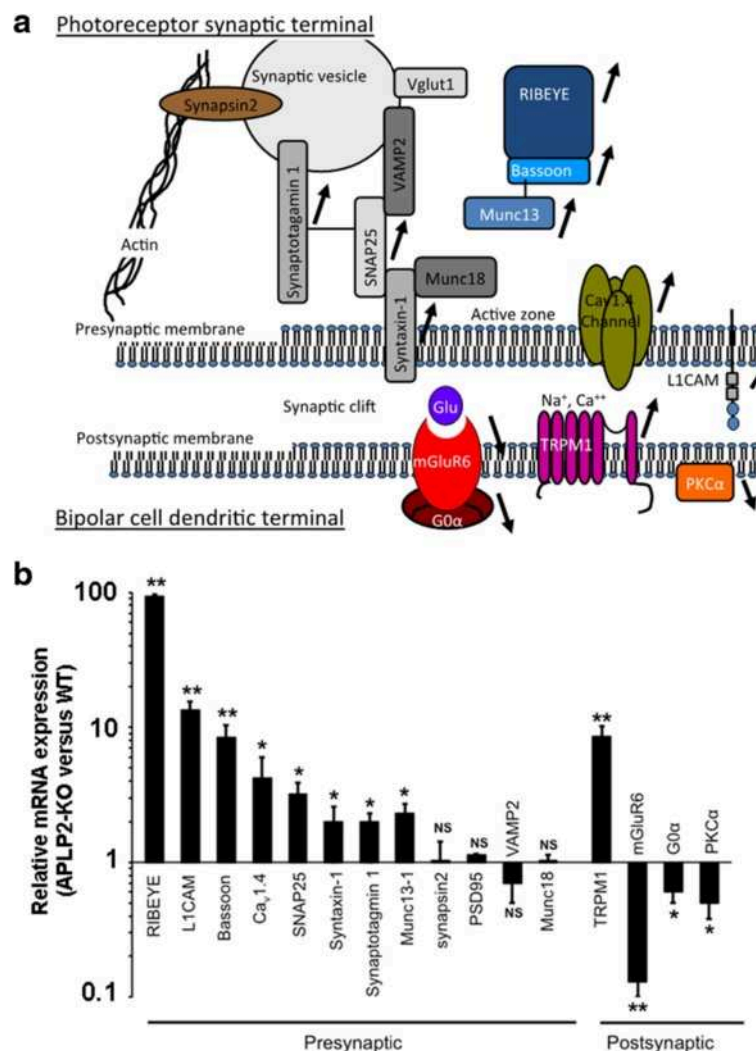 a
Photoreceptor synaptic terminal
Synaptic vesicle
Vglut1
Synapsin2
RIBEYE
VAMP2
Bassoon
Synaptotagamin 1
Munc13
SNAP25
Actin
Munc18
Syntaxin-1
Active zone
Cav1.4
Channel
Presynaptic membrane
L1CAM
Synaptic clift
Glu
Na⁺, Ca⁺⁺
Postsynaptic membrane
mGluR6
TRPM1
PKCα
G0α
Bipolar cell dendritic terminal
b
Relative mRNA expression
(APLP2-KO versus WT)
100
10
1
0.1
**
**
**
*
*
*
*
*
NS
NS
NS
NS
**
**
*
*
RIBEYE
L1CAM
Bassoon
Caᵥ1.4
SNAP25
Syntaxin-1
Synaptotagmin 1
Munc13-1
synapsin2
PSD95
VAMP2
Munc18
TRPM1
mGluR6
G0α
PKCα
Presynaptic
Postsynaptic